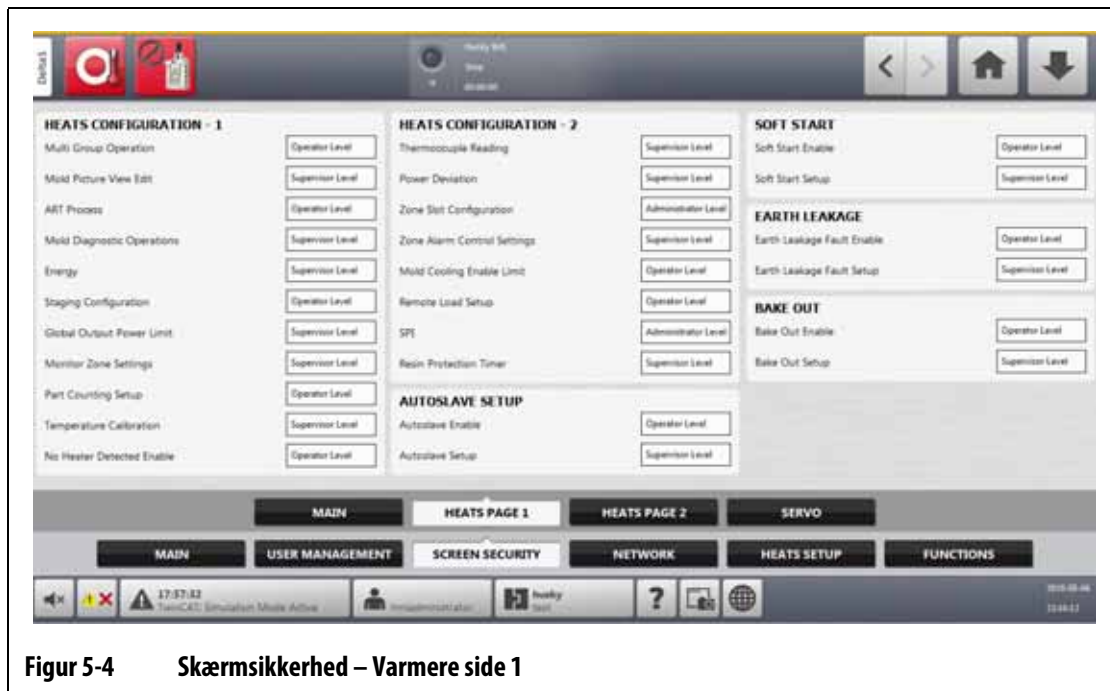 Delta3
HEATS CONFIGURATION - 1
Multi Group Operation Operator Level
Mold Picture View Edit Supervisor Level
ART Process Operator Level
Mold Diagnostic Operations Supervisor Level
Energy Supervisor Level
Staging Configuration Operator Level
Global Output Power Limit Supervisor Level
Monitor Zone Settings Supervisor Level
Part Counting Setup Operator Level
Temperature Calibration Supervisor Level
No Heater Detected Enable Operator Level
HEATS CONFIGURATION - 2
Thermocouple Reading Supervisor Level
Power Deviation Supervisor Level
Zone Slot Configuration Administrator Level
Zone Alarm Control Settings Supervisor Level
Mold Cooling Enable Limit Operator Level
Remote Load Setup Operator Level
SPI Administrator Level
Resin Protection Timer Supervisor Level
AUTOSLAVE SETUP
Autoslave Enable Operator Level
Autoslave Setup Supervisor Level
SOFT START
Soft Start Enable Operator Level
Soft Start Setup Supervisor Level
EARTH LEAKAGE
Earth Leakage Fault Enable Operator Level
Earth Leakage Fault Setup Supervisor Level
BAKE OUT
Bake Out Enable Operator Level
Bake Out Setup Supervisor Level
MAIN HEATS PAGE 1 HEATS PAGE 2 SERVO
MAIN USER MANAGEMENT SCREEN SECURITY NETWORK HEATS SETUP FUNCTIONS
17:57:32
TwinCAT: Simulation Mode Active
husky
test
?
Figur 5-4 Skærmsikkerhed – Varmere side 1